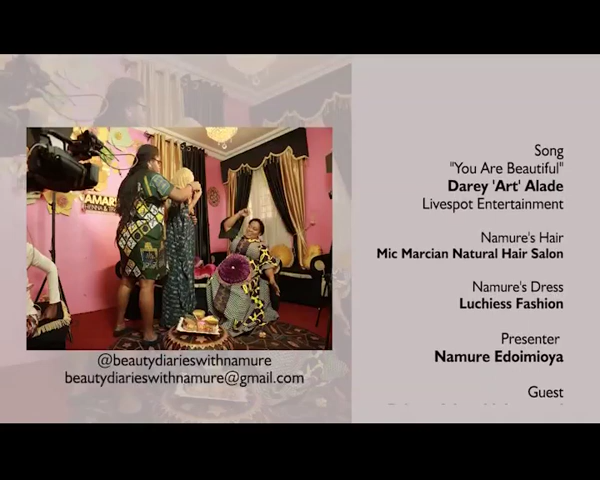 @beautydiarieswithnamure
beautydiarieswithnamure@gmail.com
Song
"You Are Beautiful"
Darey 'Art' Alade
Livespot Entertainment
Namure's Hair
Mic Marcian Natural Hair Salon
Namure's Dress
Luchiess Fashion
Presenter
Namure Edoimioya
Guest